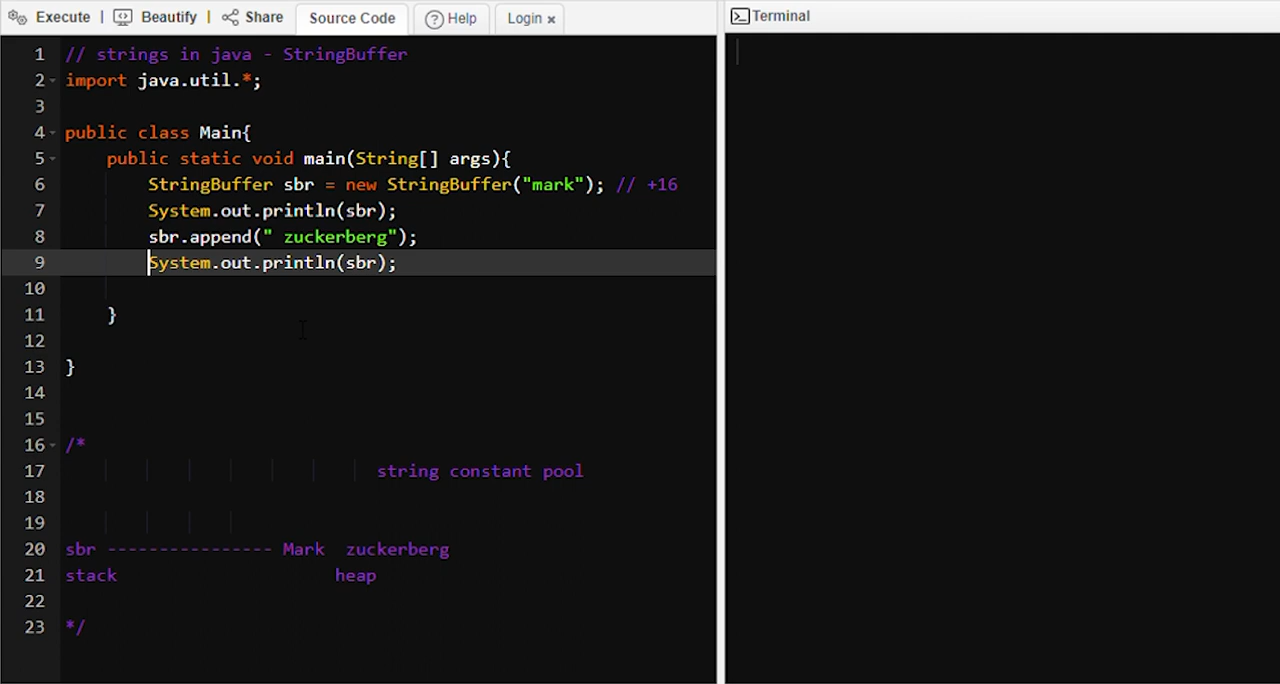 Execute | Beautify | Share Source Code Help Login ×
Terminal
1 // strings in java - StringBuffer
2 import java.util.*;
3
4 public class Main{
5 public static void main(String[] args){
6 StringBuffer sbr = new StringBuffer("mark"); // +16
7 System.out.println(sbr);
8 sbr.append(" zuckerberg");
9 System.out.println(sbr);
10
11 }
12
13 }
14
15
16 /*
17 string constant pool
18
19
20 sbr ---------------- Mark  zuckerberg
21 stack heap
22
23 */